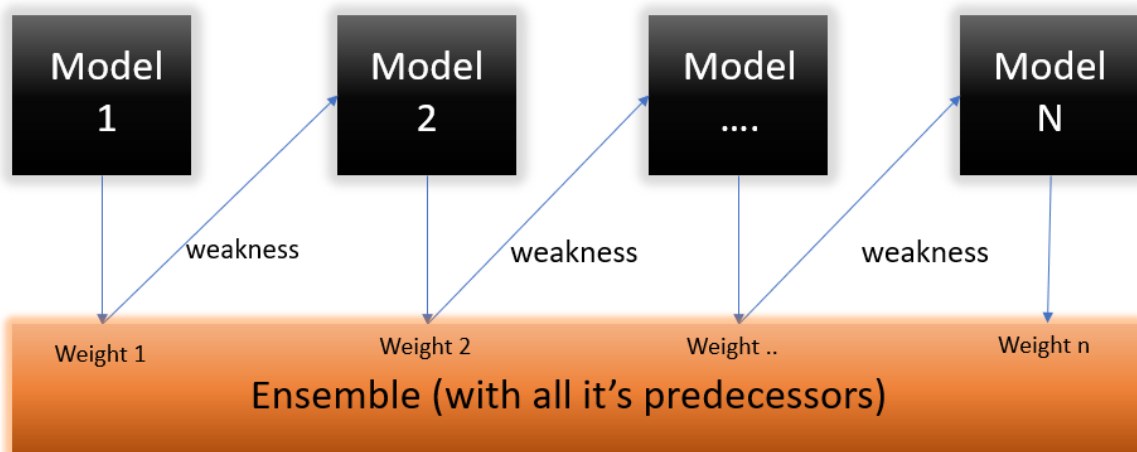 Model
1
Model
2
Model
....
Model
N
weakness
weakness
weakness
Weight 1
Weight 2
Weight ..
Weight n
Ensemble (with all it’s predecessors)